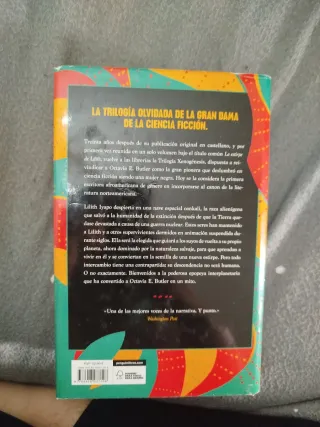 LA TRILOGÍA OLVIDADA DE LA GRAN DAMA
DE LA CIENCIA FICCIÓN.
Treinta años después de su publicación original en castellano, y por
primera vez reunida en un solo volumen bajo el título común La estirpe
de Lilith, vuelve a las librerías la Trilogía Xenogénesis, dispuesta a rei-
vindicar a Octavia E. Butler como la gran pionera que desfundó en
ciencia ficción siendo una mujer negra. Hoy se la considera la primera
escritora afroamericana de género en incorporarse al canon de la lite-
ratura norteamericana.
Lilith Iyapo despierta en una nave espacial oankali, la raza alienígena
que salvó a la humanidad de la extinción después de que la Tierra que-
dase devastada a causa de una guerra nuclear. Estos seres han mantenido
a Lilith y a otros supervivientes dormidos en animación suspendida du-
rante siglos. Ella será la elegida que guiará a los suyos de vuelta a su propio
planeta, ahora dominado por la naturaleza salvaje, para que aprendan a
vivir en él y se conviertan en la semilla de una nueva estirpe. Pero todo
intercambio tiene una contrapartida: su descendencia no será humana.
O no exactamente. Bienvenidos a la poderosa epopeya interplanetaria
que ha convertido a Octavia E. Butler en un mito.
«Una de las mejores voces de la narrativa. Y punto.»
Washington Post
penguinlibros.com